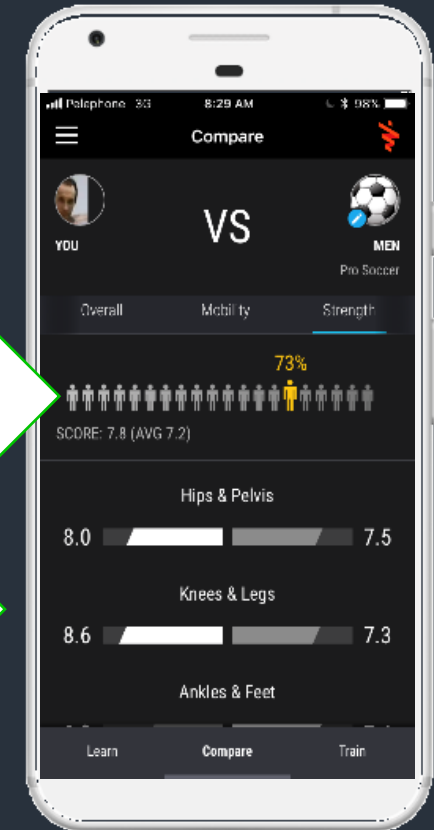 Pelephone 3G 8:29 AM 98%
Compare
VS
YOU MEN
Pro Soccer
Overall Mobility Strength
73%
SCORE: 7.8 (AVG 7.2)
Hips & Pelvis
8.0 7.5
Knees & Legs
8.6 7.3
Ankles & Feet
Learn Compare Train